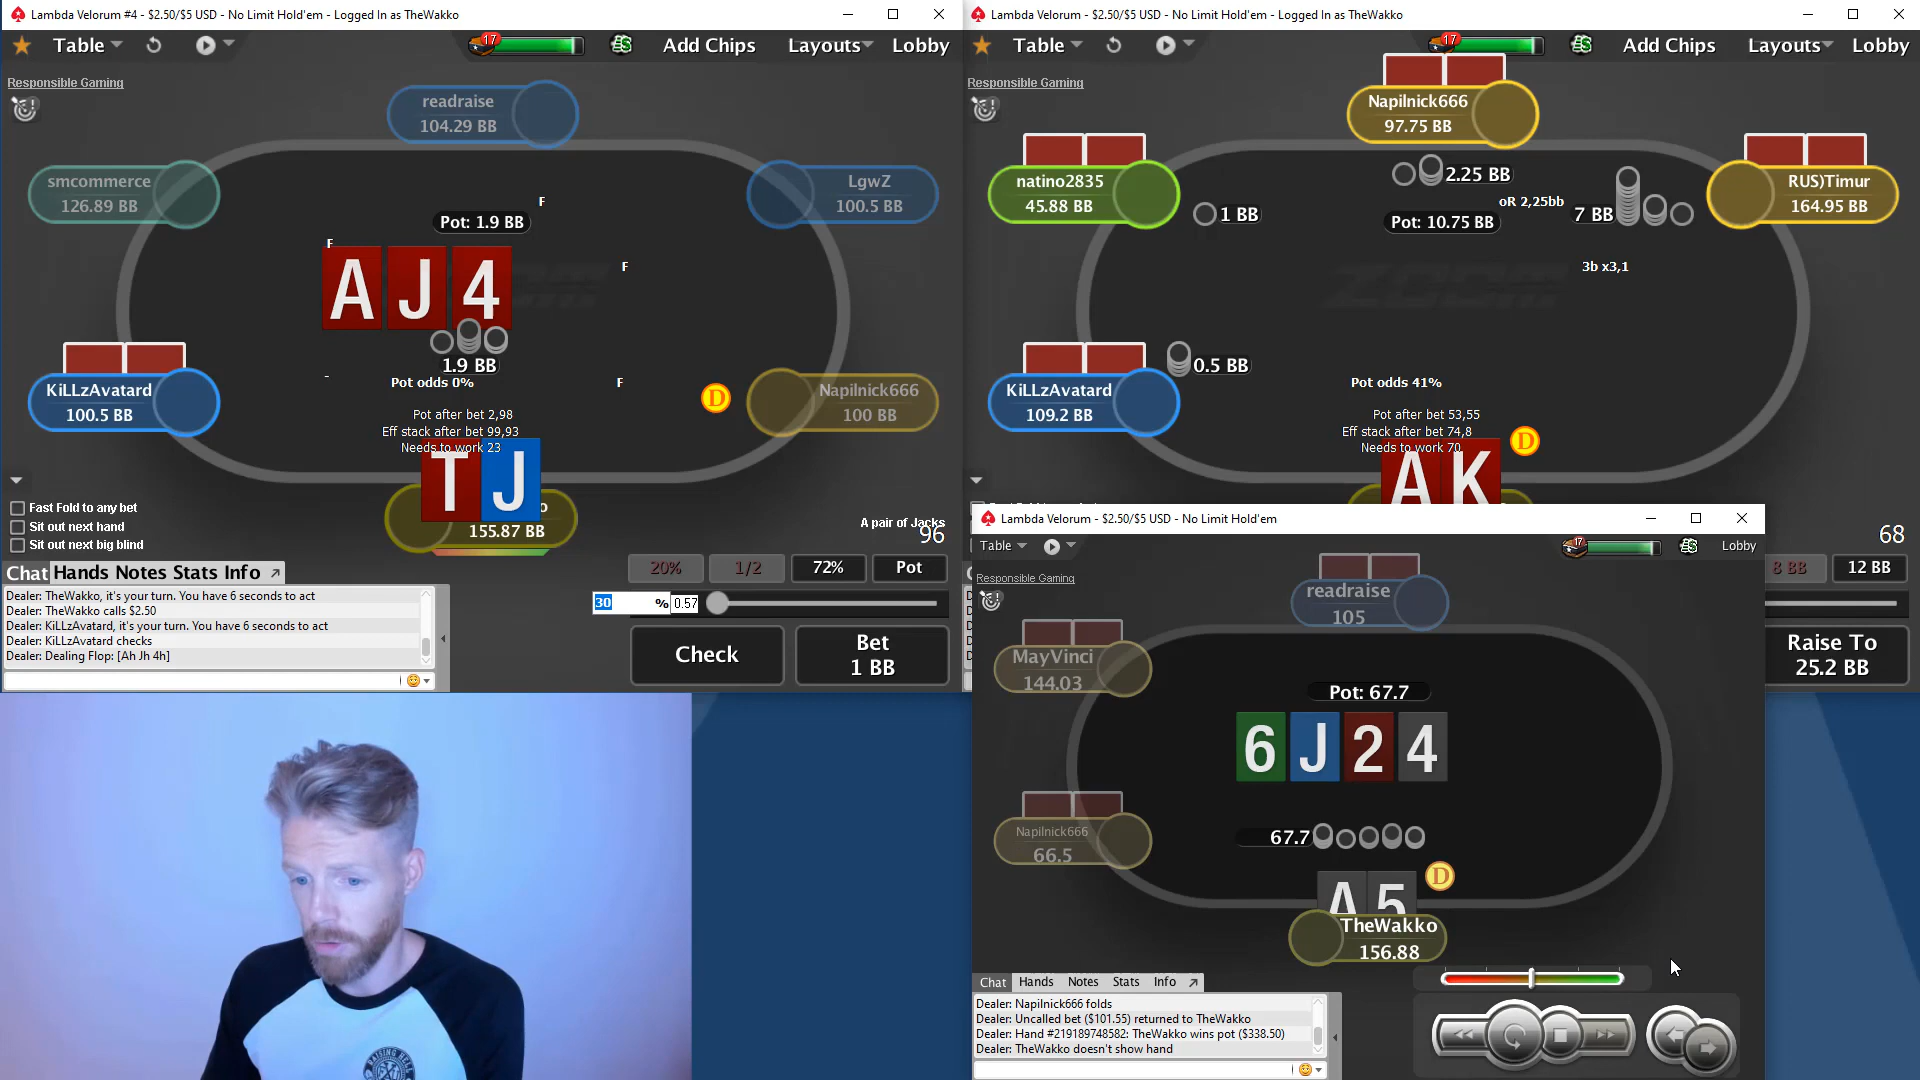 Lambda Velorum #4 - $2.50/$5 USD - No Limit Hold'em - Logged In as TheWakko
Table
17
Add Chips
Layouts
Lobby
Responsible Gaming
readraise
104.29 BB
smcommerce
126.89 BB
LgwZ
100.5 BB
F
Pot: 1.9 BB
F
F
A J 4
1.9 BB
Pot odds 0%
-
F
KiLLzAvatard
100.5 BB
D
Napilnick666
100 BB
Pot after bet 2,98
Eff stack after bet 99,93
Needs to work 23
T J
155.87 BB
Fast Fold to any bet
Sit out next hand
Sit out next big blind
A pair of Jacks
96
Chat Hands Notes Stats Info
20%
1/2
72%
Pot
30 % 0.57
Check
Bet
1 BB
Dealer: TheWakko, it's your turn. You have 6 seconds to act
Dealer: TheWakko calls $2.50
Dealer: KiLLzAvatard, it's your turn. You have 6 seconds to act
Dealer: KiLLzAvatard checks
Dealer: Dealing Flop: [Ah Jh 4h]
Lambda Velorum - $2.50/$5 USD - No Limit Hold'em - Logged In as TheWakko
Table
17
Add Chips
Layouts
Lobby
Responsible Gaming
Napilnick666
97.75 BB
natino2835
45.88 BB
RUS)Timur
164.95 BB
2.25 BB
oR 2,25bb
1 BB
7 BB
Pot: 10.75 BB
ZOOM
3b x3,1
KiLLzAvatard
109.2 BB
0.5 BB
Pot odds 41%
Pot after bet 53,55
Eff stack after bet 74,8
Needs to work 70
D
A K
68
8 BB
12 BB
Raise To
25.2 BB
Lambda Velorum - $2.50/$5 USD - No Limit Hold'em
Table
17
Lobby
Responsible Gaming
readraise
105
MayVinci
144.03
Pot: 67.7
6 J 2 4
Napilnick666
66.5
67.7
D
A 5
TheWakko
156.88
Chat Hands Notes Stats Info
Dealer: Napilnick666 folds
Dealer: Uncalled bet ($101.55) returned to TheWakko
Dealer: Hand #219189748582: TheWakko wins pot ($338.50)
Dealer: TheWakko doesn't show hand